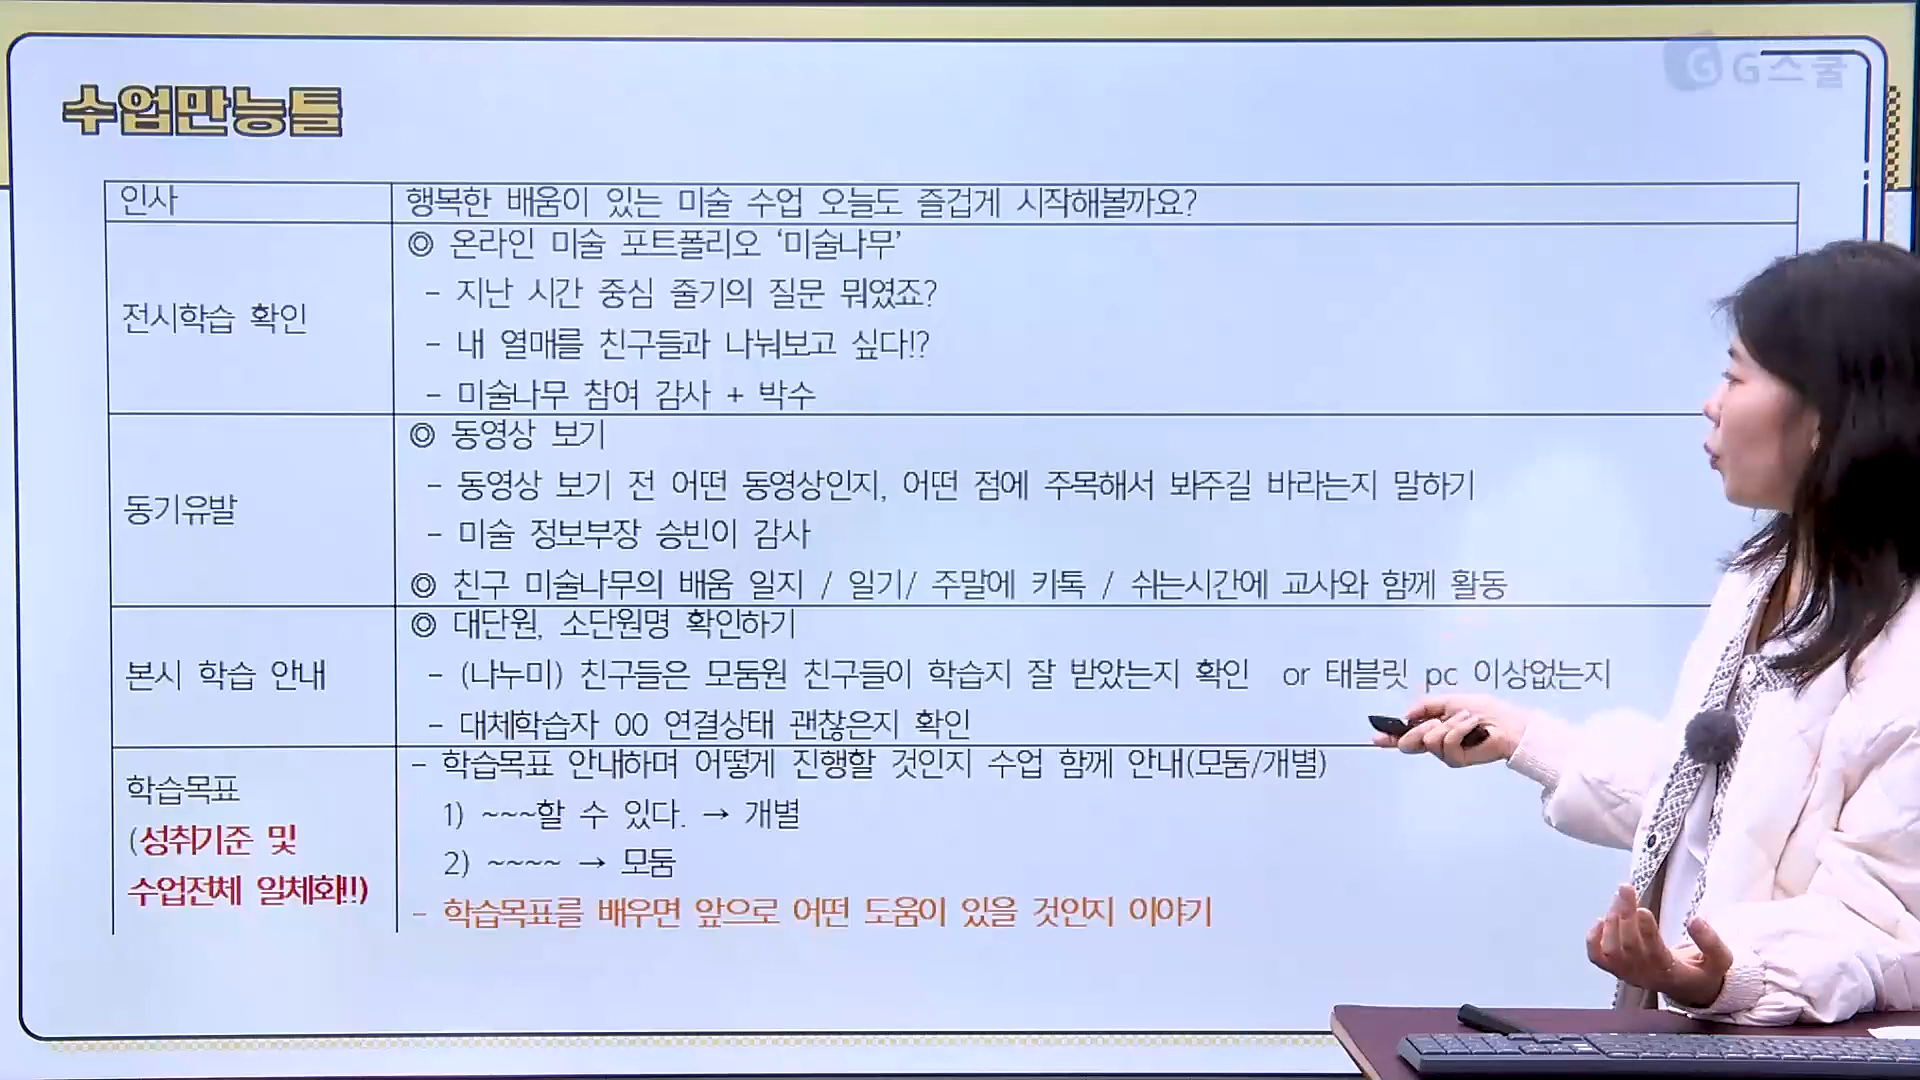 G G스쿨
수업만능틀
인사
행복한 배움이 있는 미술 수업 오늘도 즐겁게 시작해볼까요?
전시학습 확인
◎ 온라인 미술 포트폴리오 ‘미술나무’
- 지난 시간 중심 줄기의 질문 뭐였죠?
- 내 열매를 친구들과 나눠보고 싶다!?
- 미술나무 참여 감사 + 박수
동기유발
◎ 동영상 보기
- 동영상 보기 전 어떤 동영상인지, 어떤 점에 주목해서 봐주길 바라는지 말하기
- 미술 정보부장 승빈이 감사
◎ 친구 미술나무의 배움 일지 / 일기/ 주말에 키톡 / 쉬는시간에 교사와 함께 활동
본시 학습 안내
◎ 대단원, 소단원명 확인하기
- (나누미) 친구들은 모둠원 친구들이 학습지 잘 받았는지 확인 or 태블릿 pc 이상없는지
- 대체학습자 00 연결상태 괜찮은지 확인
학습목표
(성취기준 및
수업전체 일체화!!)
- 학습목표 안내하며 어떻게 진행할 것인지 수업 함께 안내(모둠/개별)
1) ~~~할 수 있다. → 개별
2) ~~~~ → 모둠
- 학습목표를 배우면 앞으로 어떤 도움이 있을 것인지 이야기